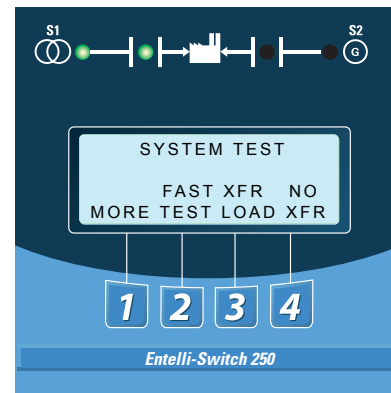 S1 S2
G
SYSTEM TEST
FAST XFR NO
MORE TEST LOAD XFR
1 2 3 4
Entelli-Switch 250